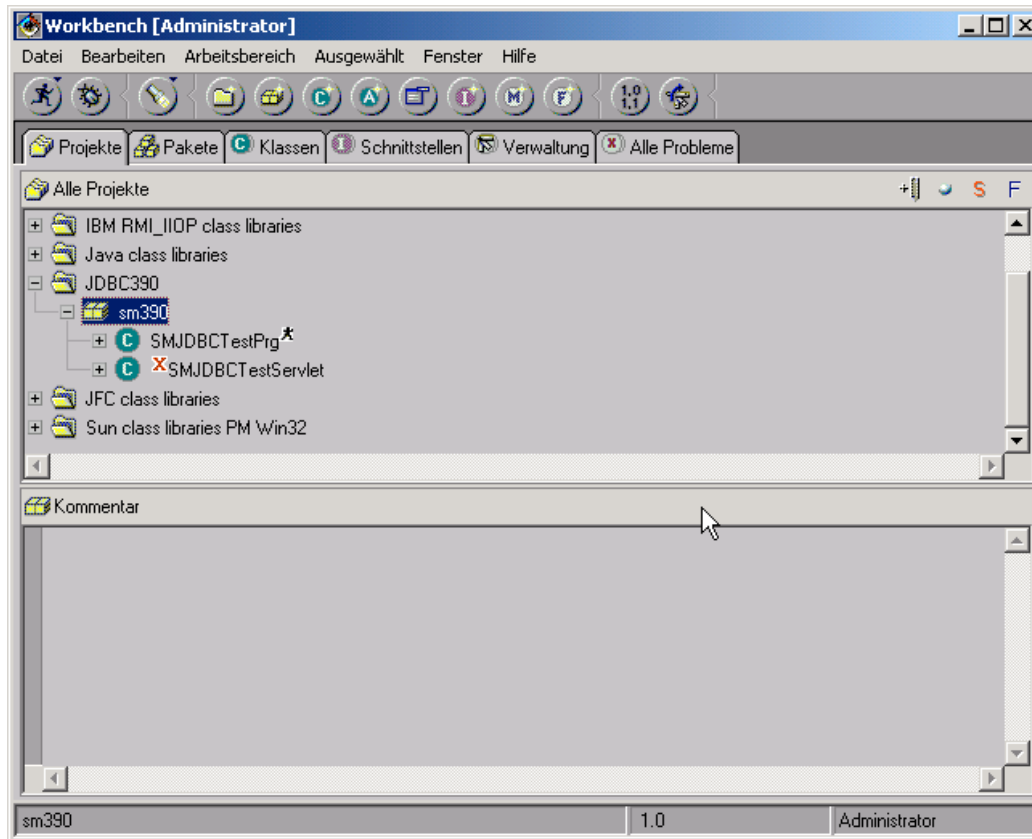 Workbench [Administrator]
Datei Bearbeiten Arbeitsbereich Ausgewählt Fenster Hilfe
C A I M F 1.0 1.1
Projekte Pakete C Klassen I Schnittstellen Verwaltung Alle Probleme
Alle Projekte S F
IBM RMI_IIOP class libraries
Java class libraries
JDBC390
sm390
C SMJDBCTestPrg
C X SMJDBCTestServlet
JFC class libraries
Sun class libraries PM Win32
Kommentar
sm390 1.0 Administrator